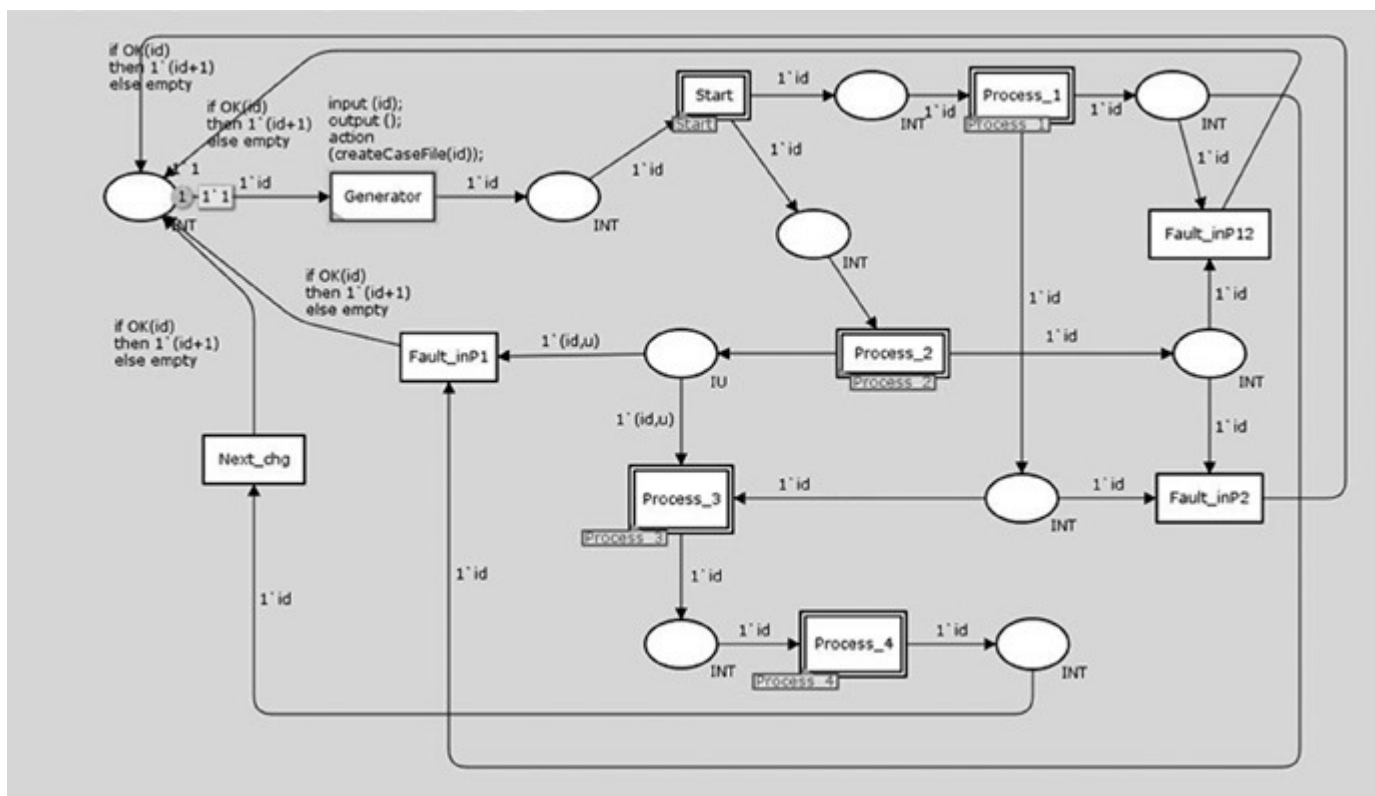 if OK(id)
then 1`(id+1)
else empty
if OK(id)
then 1`(id+1)
else empty
input (id);
output ();
action
(createCaseFile(id));
1`1
1
1`1
INT
1`id
Generator
1`id
INT
1`id
Start
Start
1`id
INT
1`id
Process_1
Process_1
1`id
INT
1`id
1`id
INT
1`id
Fault_inP12
1`id
if OK(id)
then 1`(id+1)
else empty
if OK(id)
then 1`(id+1)
else empty
Fault_inP1
1`(id,u)
IU
Process_2
Process_2
1`id
INT
1`(id,u)
1`id
Next_chg
Process_3
Process_3
1`id
INT
1`id
Fault_inP2
1`id
1`id
1`id
INT
1`id
Process_4
Process_4
1`id
INT